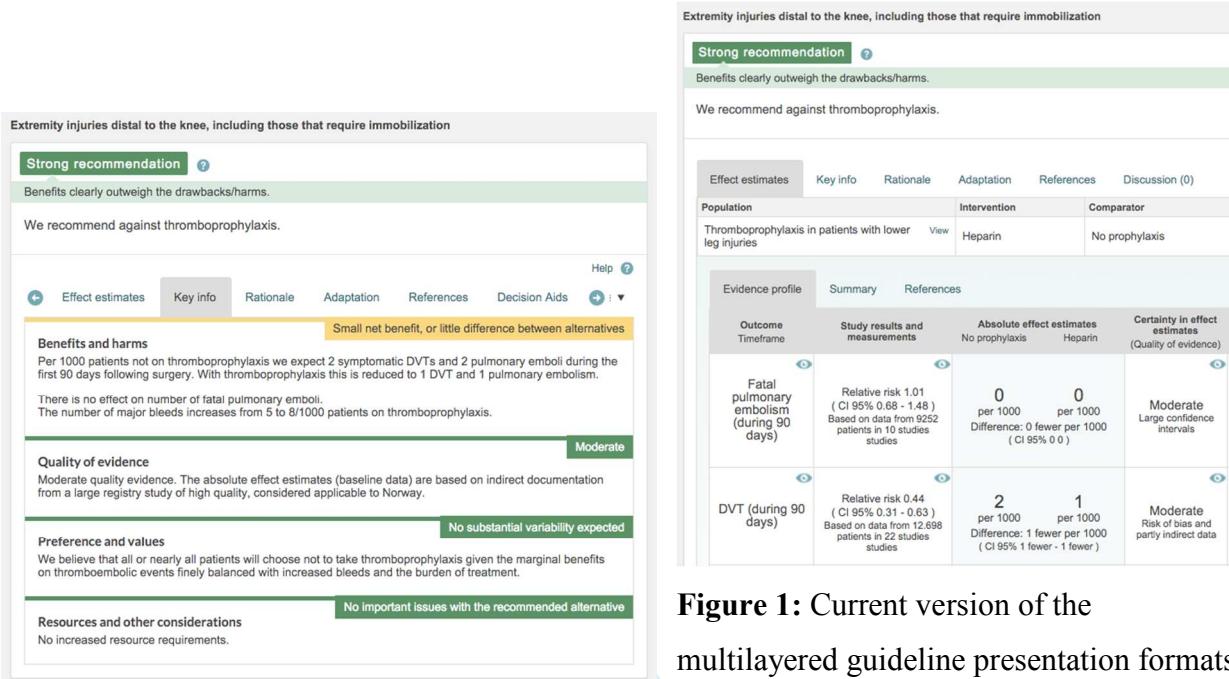 Extremity injuries distal to the knee, including those that require immobilization
Strong recommendation ?
Benefits clearly outweigh the drawbacks/harms.
We recommend against thromboprophylaxis.
Help ?
Effect estimates Key info Rationale Adaptation References Decision Aids
Small net benefit, or little difference between alternatives
Benefits and harms
Per 1000 patients not on thromboprophylaxis we expect 2 symptomatic DVTs and 2 pulmonary emboli during the
first 90 days following surgery. With thromboprophylaxis this is reduced to 1 DVT and 1 pulmonary embolism.
There is no effect on number of fatal pulmonary emboli.
The number of major bleeds increases from 5 to 8/1000 patients on thromboprophylaxis.
Moderate
Quality of evidence
Moderate quality evidence. The absolute effect estimates (baseline data) are based on indirect documentation
from a large registry study of high quality, considered applicable to Norway.
No substantial variability expected
Preference and values
We believe that all or nearly all patients will choose not to take thromboprophylaxis given the marginal benefits
on thromboembolic events finely balanced with increased bleeds and the burden of treatment.
No important issues with the recommended alternative
Resources and other considerations
No increased resource requirements.
Extremity injuries distal to the knee, including those that require immobilization
Strong recommendation ?
Benefits clearly outweigh the drawbacks/harms.
We recommend against thromboprophylaxis.
Effect estimates Key info Rationale Adaptation References Discussion (0)
Population Intervention Comparator
Thromboprophylaxis in patients with lower View Heparin No prophylaxis
leg injuries
Evidence profile Summary References
Outcome Study results and Absolute effect estimates Certainty in effect
Timeframe measurements No prophylaxis Heparin estimates
(Quality of evidence)
Fatal
pulmonary
embolism
(during 90
days)
Relative risk 1.01
( CI 95% 0.68 - 1.48 )
Based on data from 9252
patients in 10 studies
studies
0 0
per 1000 per 1000
Difference: 0 fewer per 1000
( CI 95% 0 0 )
Moderate
Large confidence
intervals
DVT (during 90
days)
Relative risk 0.44
( CI 95% 0.31 - 0.63 )
Based on data from 12.698
patients in 22 studies
studies
2 1
per 1000 per 1000
Difference: 1 fewer per 1000
( CI 95% 1 fewer - 1 fewer )
Moderate
Risk of bias and
partly indirect data
Figure 1: Current version of the
multilayered guideline presentation formats